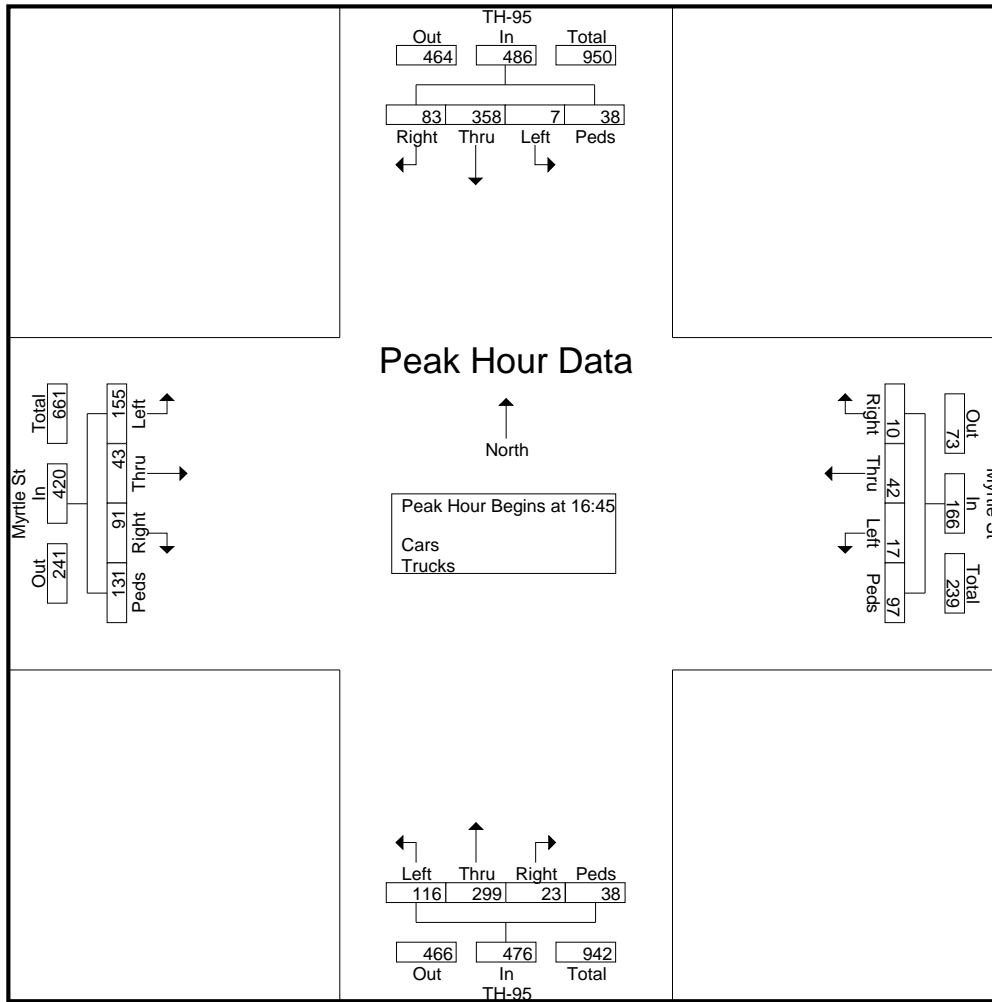 TH-95
Out In Total
464 486 950
83 358 7 38
Right Thru Left Peds
Peak Hour Data
North
Peak Hour Begins at 16:45
Cars
Trucks
Myrtle St
Total In Out
661 420 241
155 43 91 131
Left Thru Right Peds
Myrtle St
Out In Total
73 166 239
10 42 17 97
Right Thru Left Peds
Left Thru Right Peds
116 299 23 38
466 476 942
Out In Total
TH-95